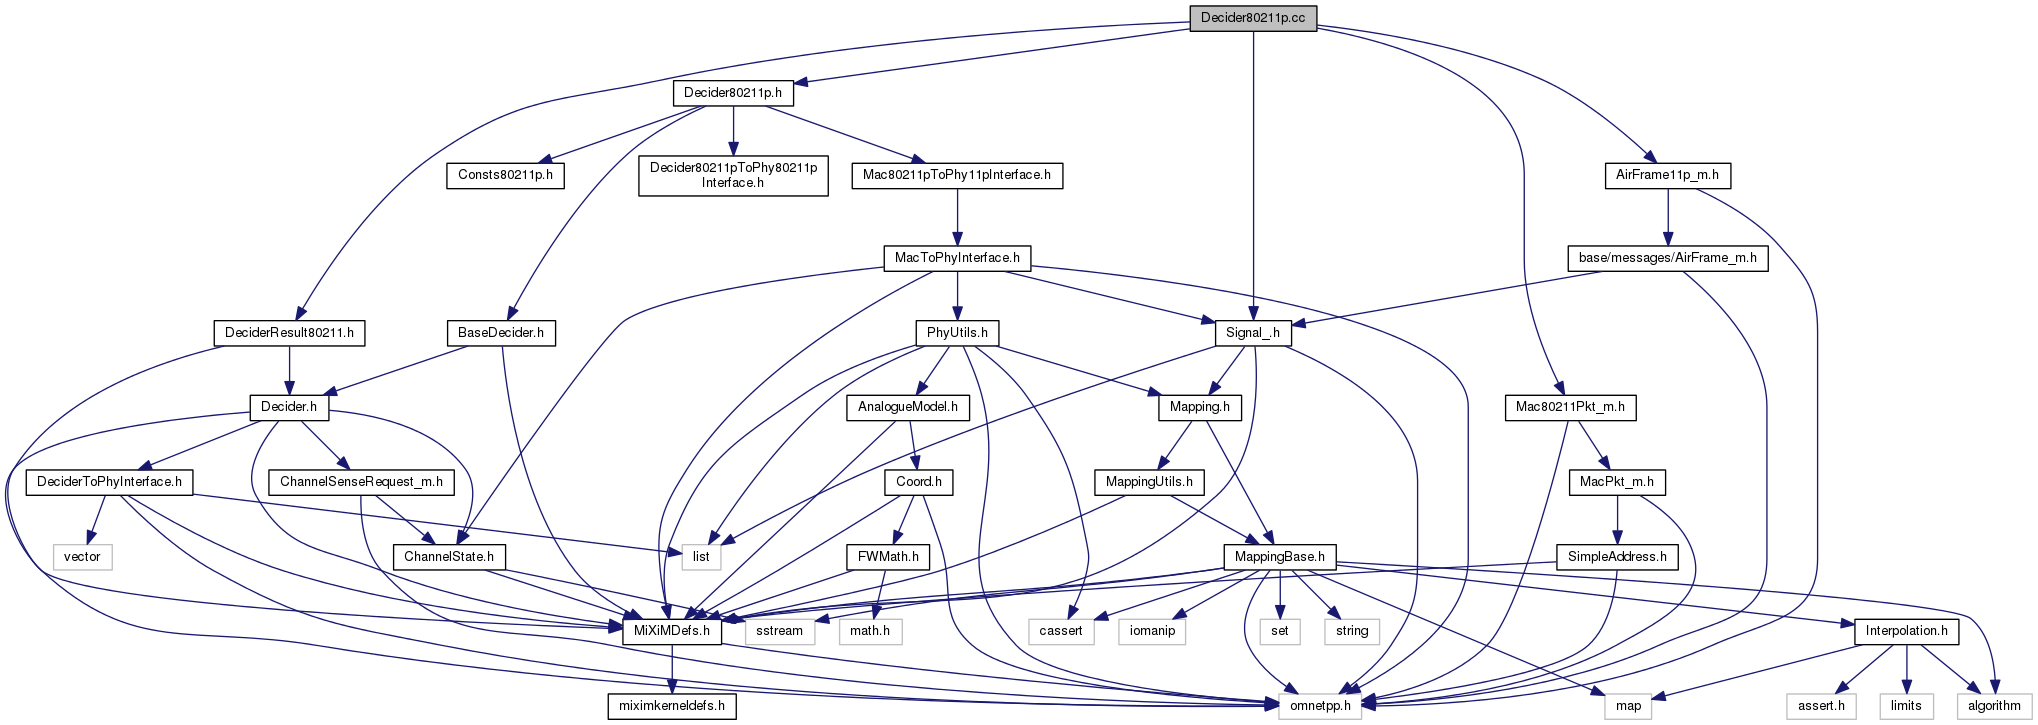 Decider80211p.cc
Decider80211p.h
Consts80211p.h
Decider80211pToPhy80211p
Interface.h
Mac80211pToPhy11pInterface.h
AirFrame11p_m.h
MacToPhyInterface.h
base/messages/AirFrame_m.h
DeciderResult80211.h
BaseDecider.h
PhyUtils.h
Signal_.h
Decider.h
AnalogueModel.h
Mapping.h
Mac80211Pkt_m.h
DeciderToPhyInterface.h
ChannelSenseRequest_m.h
Coord.h
MappingUtils.h
MacPkt_m.h
vector
ChannelState.h
list
FWMath.h
MappingBase.h
SimpleAddress.h
MiXiMDefs.h
sstream
math.h
cassert
iomanip
set
string
Interpolation.h
miximkerneldefs.h
omnetpp.h
map
assert.h
limits
algorithm